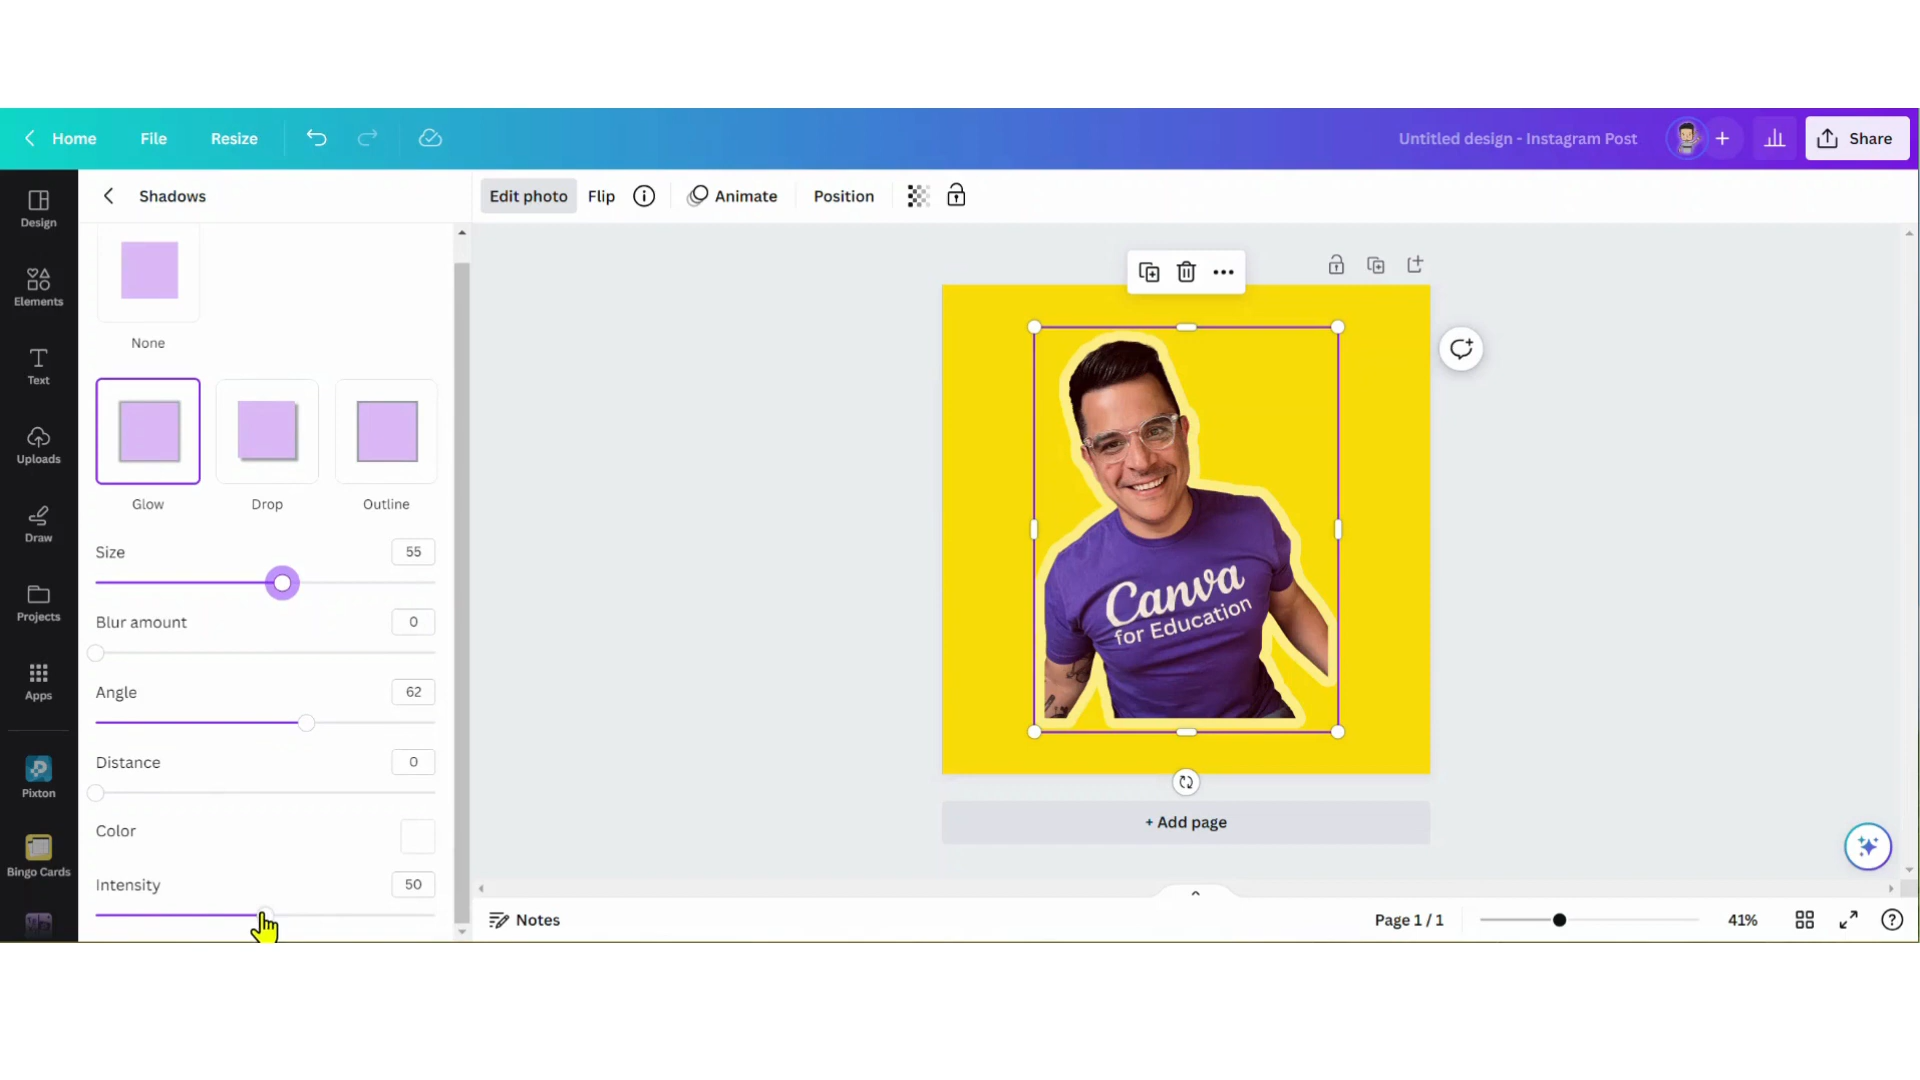 Home File Resize Untitled design - Instagram Post + Share
Design
Elements
Text
Uploads
Draw
Projects
Apps
Pixton
Bingo Cards
Shadows
None
Glow Drop Outline
Size 55
Blur amount 0
Angle 62
Distance 0
Color
Intensity 50
Edit photo Flip Animate Position
Canva
for Education
+ Add page
Notes Page 1 / 1 41%